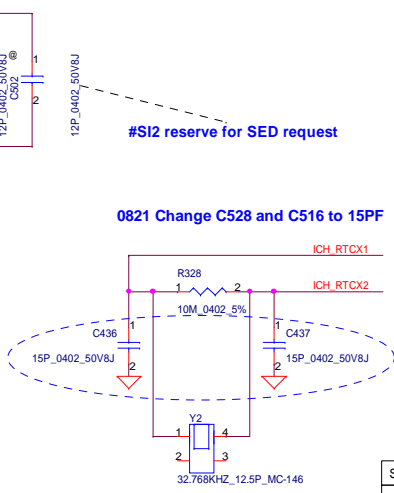 12P_0402_50V8J
@
1
2
C502
12P_0402_50V8J
12P_0402_50V8J
#SI2 reserve for SED request
0821 Change C528 and C516 to 15PF
ICH_RTCX1
R328
1
2
ICH_RTCX2
10M_0402_5%
C436
1
1
C437
15P_0402_50V8J
2
2
15P_0402_50V8J
Y2
1
4
2
3
32.768KHZ_12.5P_MC-146
S